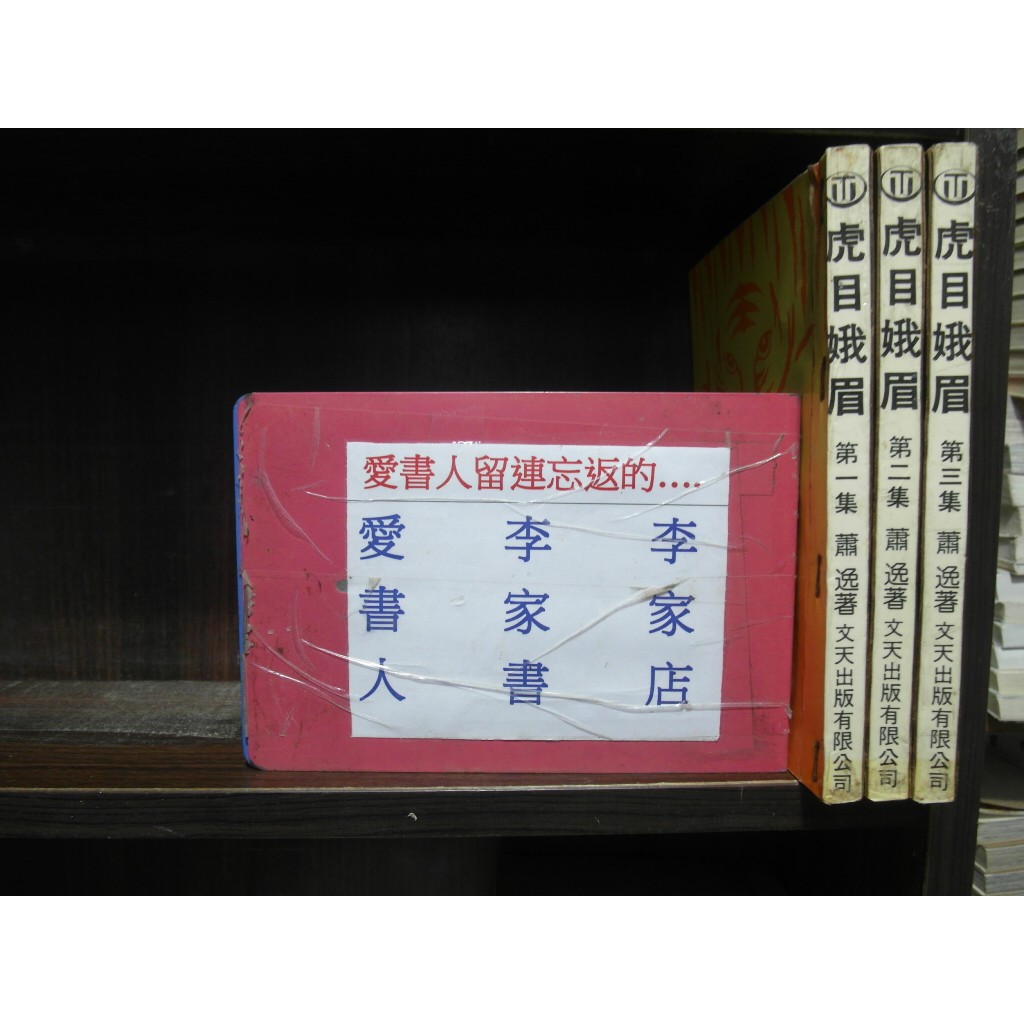 愛書人留連忘返的....
愛書人
李家書
李家店
虎目娥眉 第一集 蕭逸著 文天出版有限公司
虎目娥眉 第二集 蕭逸著 文天出版有限公司
虎目娥眉 第三集 蕭逸著 文天出版有限公司